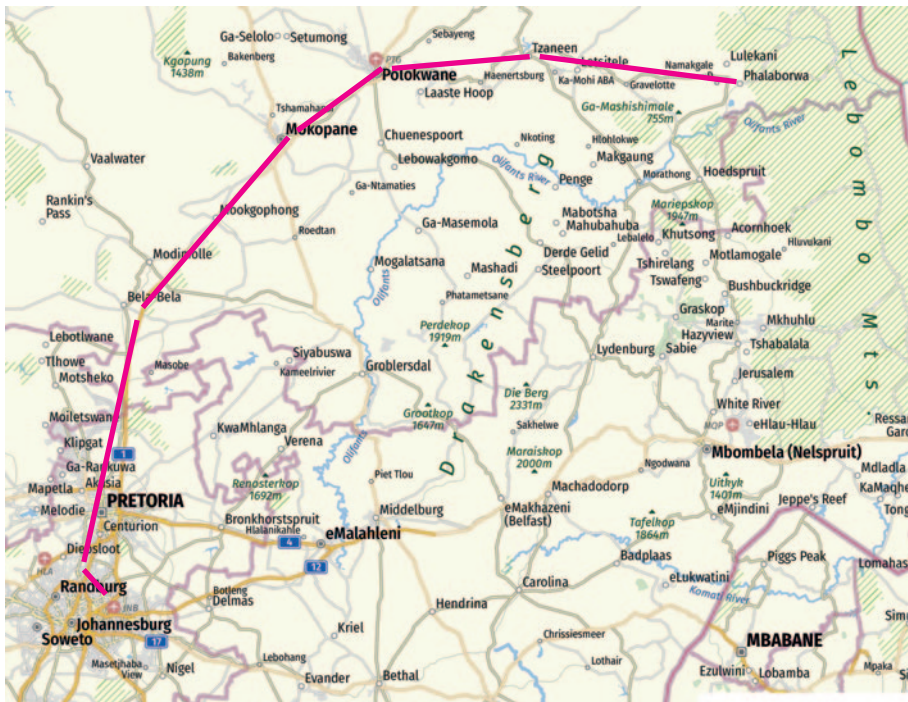 Ga-Selolo
Setumong
Sebayeng
Tzaneen
Kgapung
1438m
Bakenberg
PTG
Polokwane
Haenertsburg
Letsitele
Ka-Mohi ABA
Namakgale
Lulekani
Phalaborwa
Gravelotte
Laaste Hoop
Ga-Mashishimale
755m
Tshamahansi
Mokopane
Chuenespoort
Nkoting
Hlohlokwe
Olifants River
Lebombo Mts.
Vaalwater
Lebowakgomo
Olifants River
Makgaung
Penge
Morathong
Hoedspruit
Rankin's
Pass
Ga-Ntamaties
Mookgophong
Roedtan
Ga-Masemola
Mabotsha
Mahubahuba
Mariepskop
1947m
Lebalelo
Khutsong
Acornhoek
Hluvukani
Derde Gelid
Modimolle
Mogalatsana
Mashadi
Steelpoort
Tshirelang
Motlamogale
Tswafeng
Bela-Bela
Olifants
Phatametsane
Drakensberg
Bushbuckridge
Graskop
Marite
Mkhuhlu
Lebotlwane
Perdekop
1919m
Hazyview
Tshabalala
Tlhowe
Masobe
Siyabuswa
Kameelrivier
Groblersdal
Lydenburg
Sabie
Motsheko
Jerusalem
Die Berg
2331m
Moiletswane
Grootkop
1647m
White River
KwaMhlanga
Verena
Sakhelwe
MQP
eHlau-Hlau
Klipgat
1
Olifants
Maraiskop
2000m
Mbombela (Nelspruit)
Ga-Rankuwa
Renosterkop
1692m
Piet Tlou
Ngodwana
Uitkyk
1401m
Mapetla
Akasia
Machadodorp
Melodie
PRETORIA
Middelburg
eMakhazeni
(Belfast)
eMjindini
Jeppe's Reef
Centurion
Bronkhorstspruit
Hlalanikahle
Tafelkop
1864m
Diepsloot
4
eMalahleni
12
Badplaas
Piggs Peak
HLA
eLukwatini
Randburg
Botleng
Delmas
Carolina
Komati River
JNB
Hendrina
Johannesburg
Soweto
17
Kriel
Chrissiesmeer
MBABANE
Masetjhaba
View
Nigel
Lebohang
Lothair
Evander
Bethal
Ezulwini
Lobamba
Mpaka